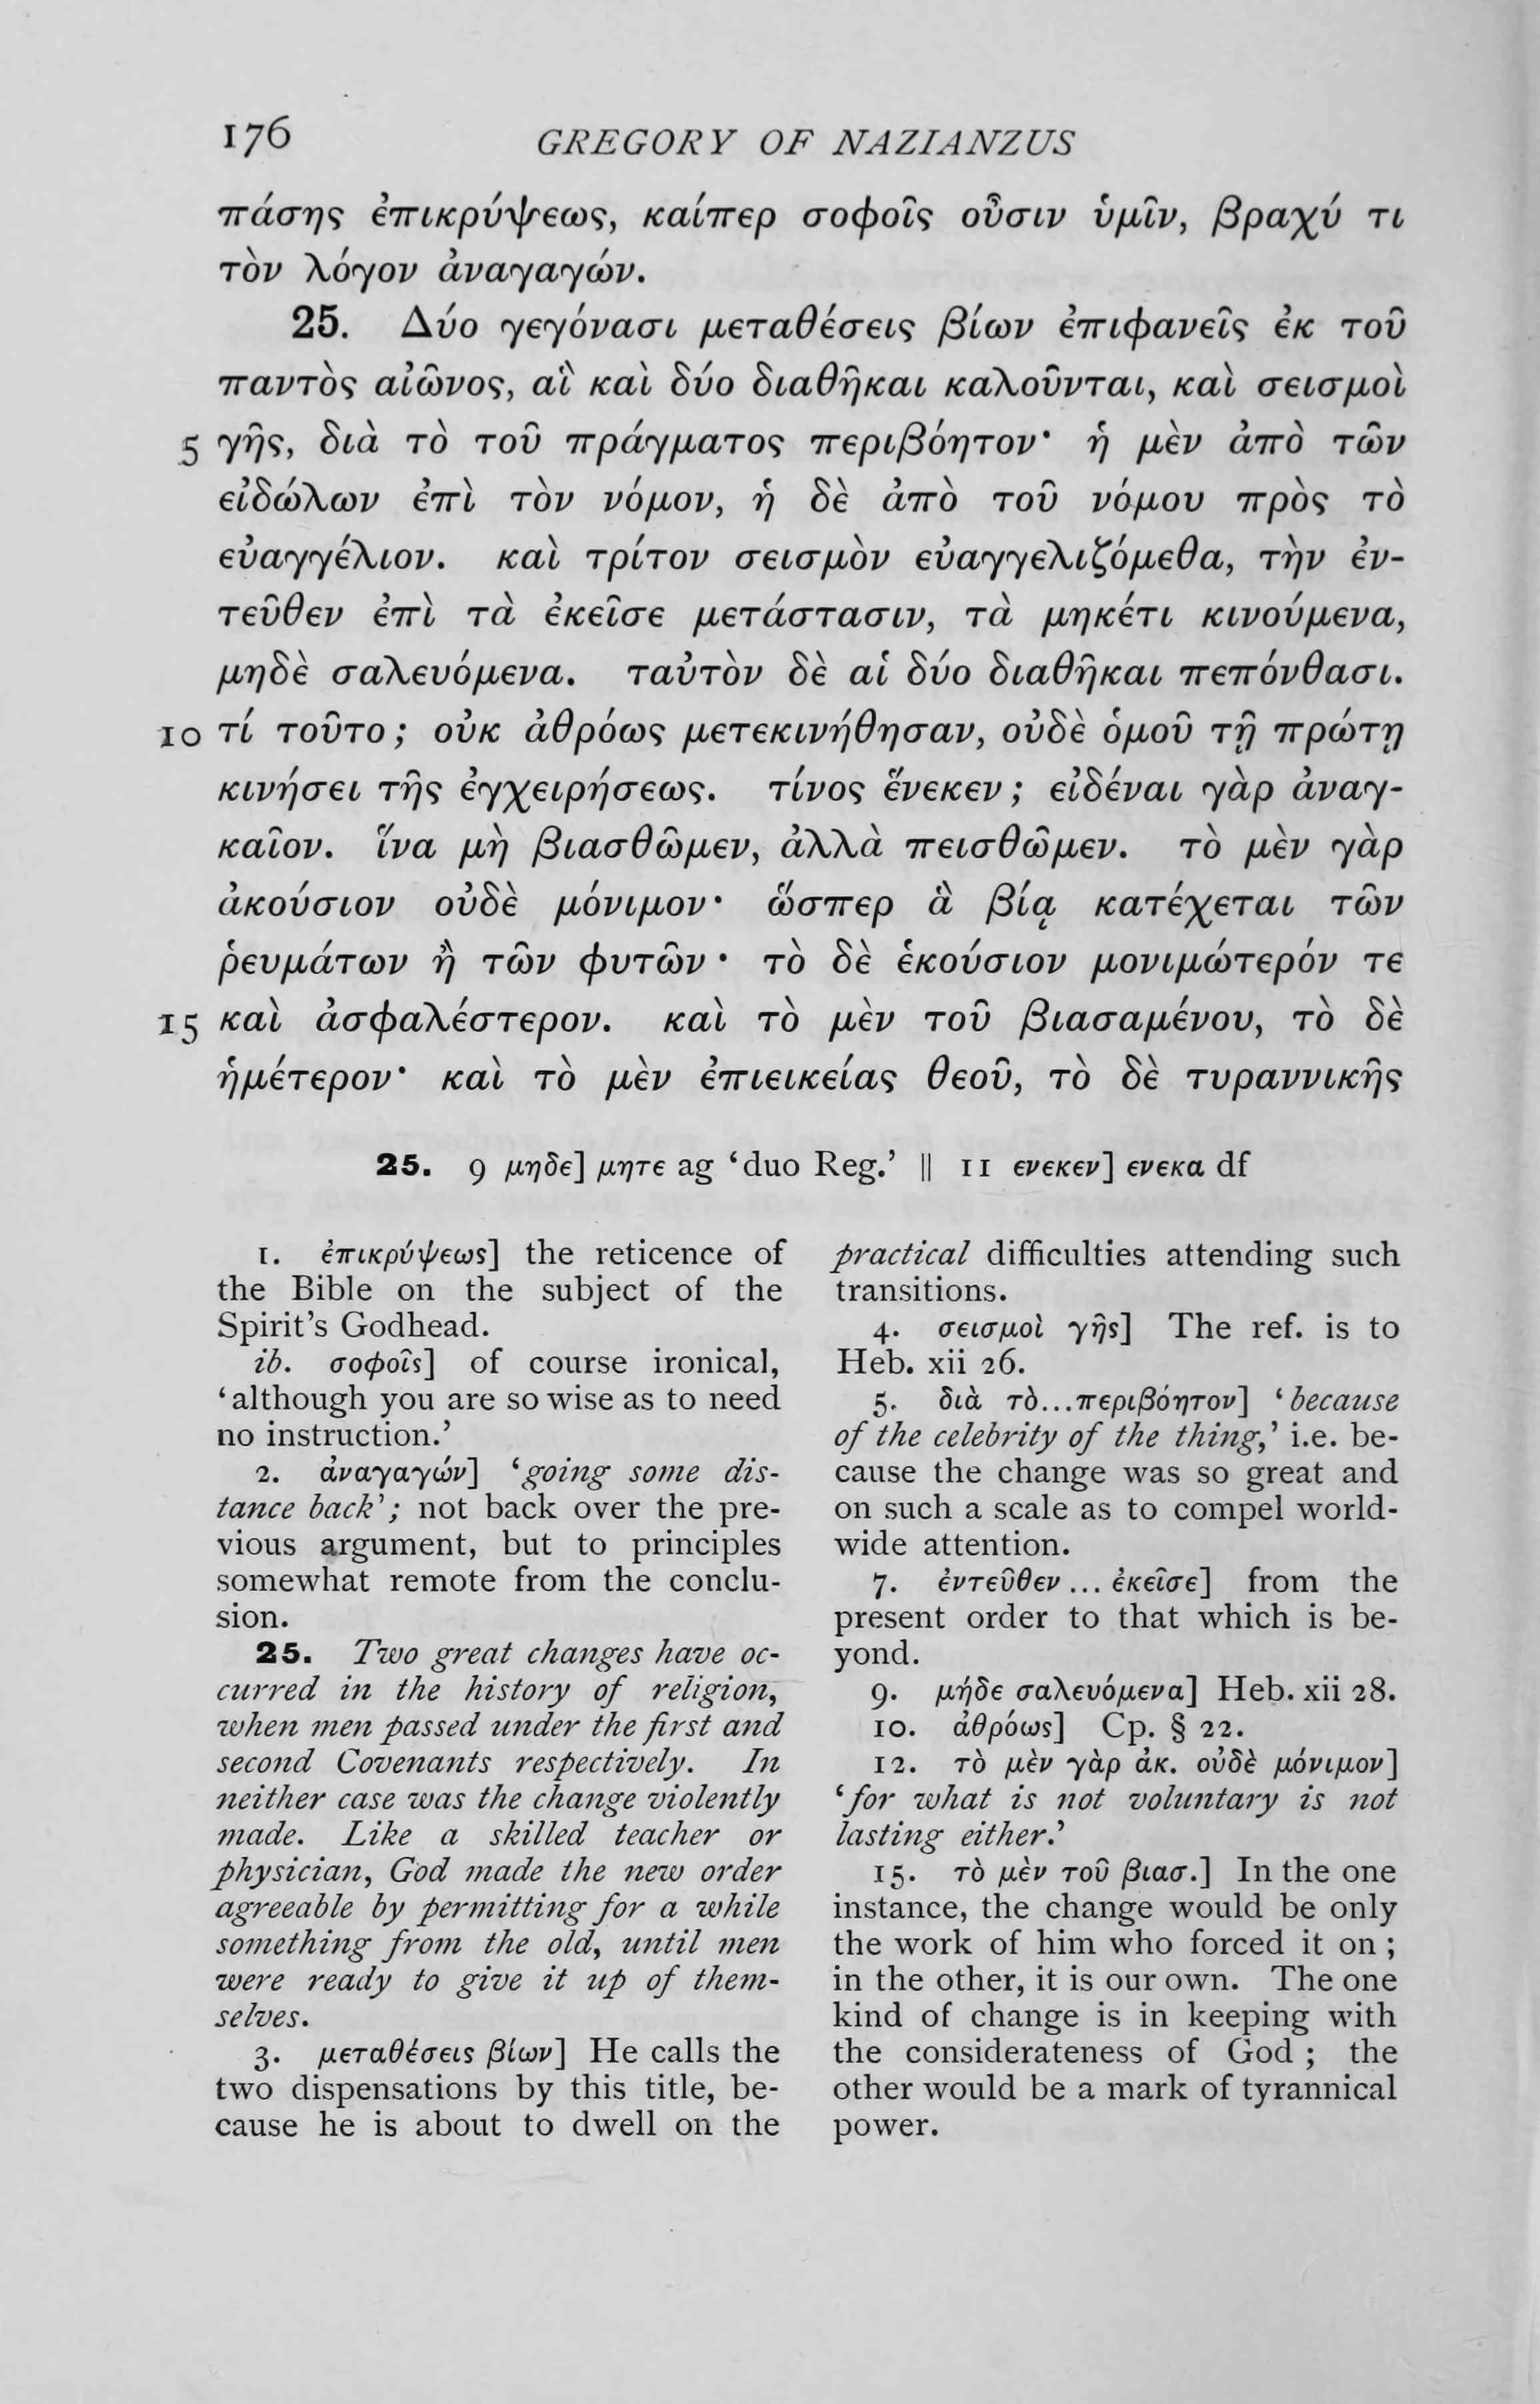 176 GREGORY OF NAZIANZUS
πάσης ἐπικρύψεως, καίπερ σοφοῖς οὖσιν ὑμῖν, βραχύ τι
τὸν λόγον ἀναγαγών.
25. Δύο γεγόνασι μεταθέσεις βίων ἐπιφανεῖς ἐκ τοῦ
παντὸς αἰῶνος, αἳ καὶ δύο διαθῆκαι καλοῦνται, καὶ σεισμοὶ
5 γῆς, διὰ τὸ τοῦ πράγματος περιβόητον· ἡ μὲν ἀπὸ τῶν
εἰδώλων ἐπὶ τὸν νόμον, ἡ δὲ ἀπὸ τοῦ νόμου πρὸς τὸ
εὐαγγέλιον. καὶ τρίτον σεισμὸν εὐαγγελιζόμεθα, τὴν ἐν-
τεῦθεν ἐπὶ τὰ ἐκεῖσε μετάστασιν, τὰ μηκέτι κινούμενα,
μηδὲ σαλευόμενα. ταὐτὸν δὲ αἱ δύο διαθῆκαι πεπόνθασι.
10 τί τοῦτο; οὐκ ἀθρόως μετεκινήθησαν, οὐδὲ ὁμοῦ τῇ πρώτῃ
κινήσει τῆς ἐγχειρήσεως. τίνος ἕνεκεν; εἰδέναι γὰρ ἀναγ-
καῖον. ἵνα μὴ βιασθῶμεν, ἀλλὰ πεισθῶμεν. τὸ μὲν γὰρ
ἀκούσιον οὐδὲ μόνιμον· ὥσπερ ἃ βίᾳ κατέχεται τῶν
ῥευμάτων ἢ τῶν φυτῶν· τὸ δὲ ἑκούσιον μονιμώτερόν τε
15 καὶ ἀσφαλέστερον. καὶ τὸ μὲν τοῦ βιασαμένου, τὸ δὲ
ἡμέτερον· καὶ τὸ μὲν ἐπιεικείας θεοῦ, τὸ δὲ τυραννικῆς
25. 9 μηδε] μητε ag ‘duo Reg.’ || 11 ενεκεν] ενεκα df
1. ἐπικρύψεως] the reticence of
the Bible on the subject of the
Spirit's Godhead.
ib. σοφοῖς] of course ironical,
‘although you are so wise as to need
no instruction.’
2. ἀναγαγών] ‘going some dis-
tance back’; not back over the pre-
vious argument, but to principles
somewhat remote from the conclu-
sion.
25. Two great changes have oc-
curred in the history of religion,
when men passed under the first and
second Covenants respectively. In
neither case was the change violently
made. Like a skilled teacher or
physician, God made the new order
agreeable by permitting for a while
something from the old, until men
were ready to give it up of them-
selves.
3. μεταθέσεις βίων] He calls the
two dispensations by this title, be-
cause he is about to dwell on the
practical difficulties attending such
transitions.
4. σεισμοὶ γῆς] The ref. is to
Heb. xii 26.
5. διὰ τὸ...περιβόητον] ‘because
of the celebrity of the thing,’ i.e. be-
cause the change was so great and
on such a scale as to compel world-
wide attention.
7. ἐντεῦθεν ... ἐκεῖσε] from the
present order to that which is be-
yond.
9. μήδε σαλευόμενα] Heb. xii 28.
10. ἀθρόως] Cp. § 22.
12. τὸ μὲν γὰρ ἀκ. οὐδὲ μόνιμον]
‘for what is not voluntary is not
lasting either.’
15. τὸ μὲν τοῦ βιασ.] In the one
instance, the change would be only
the work of him who forced it on;
in the other, it is our own. The one
kind of change is in keeping with
the considerateness of God; the
other would be a mark of tyrannical
power.